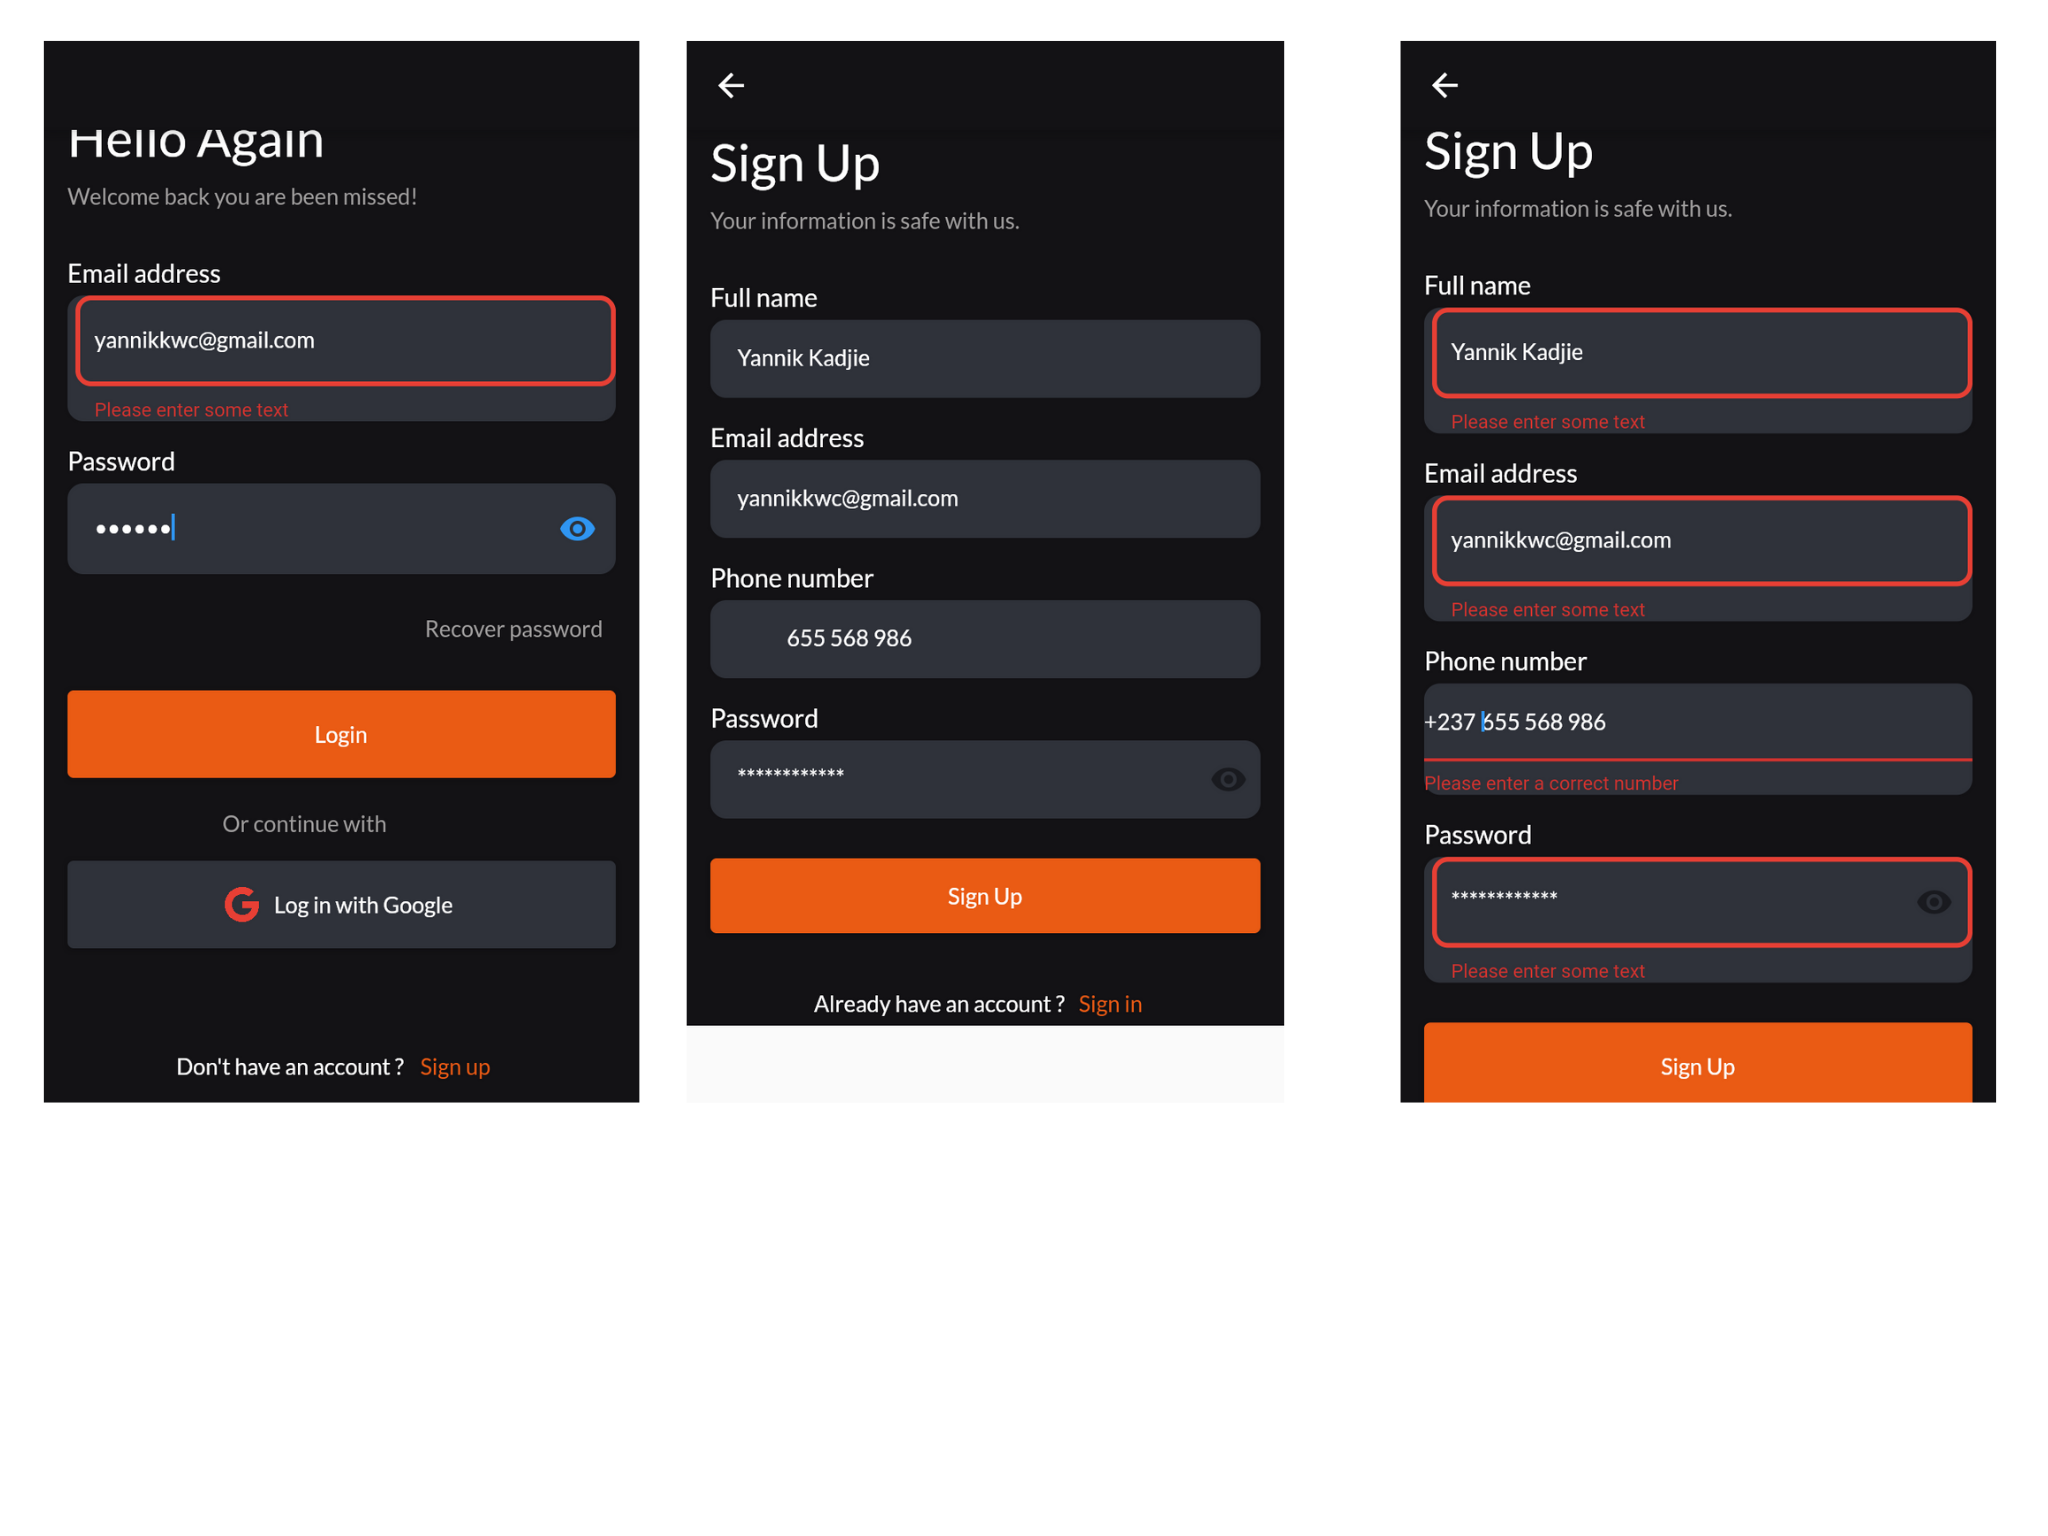 Hello Again
Welcome back you are been missed!
Email address
yannikkwc@gmail.com
Please enter some text
Password
••••••
Recover password
Login
Or continue with
Log in with Google
Don't have an account ? Sign up
Sign Up
Your information is safe with us.
Full name
Yannik Kadjie
Email address
yannikkwc@gmail.com
Phone number
655 568 986
Password
************
Sign Up
Already have an account ? Sign in
Sign Up
Your information is safe with us.
Full name
Yannik Kadjie
Please enter some text
Email address
yannikkwc@gmail.com
Please enter some text
Phone number
+237 655 568 986
Please enter a correct number
Password
************
Please enter some text
Sign Up